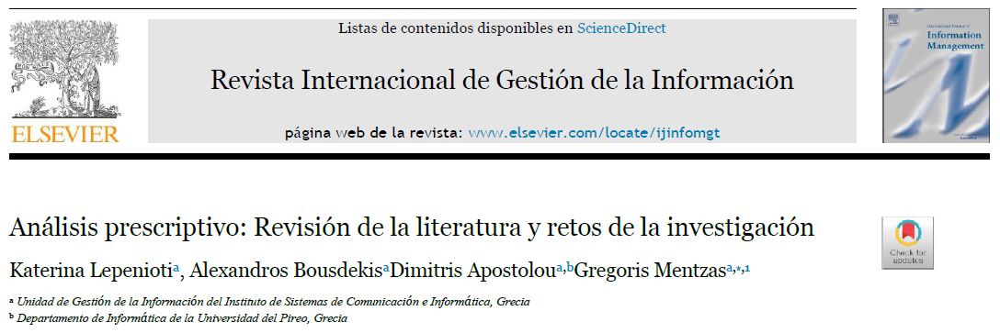 Listas de contenidos disponibles en ScienceDirect
Revista Internacional de Gestión de la Información
página web de la revista: www.elsevier.com/locate/ijinfomgt
ELSEVIER
International Journal of
Information
Management
Análisis prescriptivo: Revisión de la literatura y retos de la investigación
Check for
updates
Katerina Lepeniotiᵃ, Alexandros BousdekisᵃDimitris Apostolouᵃ,ᵇGregoris Mentzasᵃ,*,¹
ᵃ Unidad de Gestión de la Información del Instituto de Sistemas de Comunicación e Informática, Grecia
ᵇ Departamento de Informática de la Universidad del Pireo, Grecia